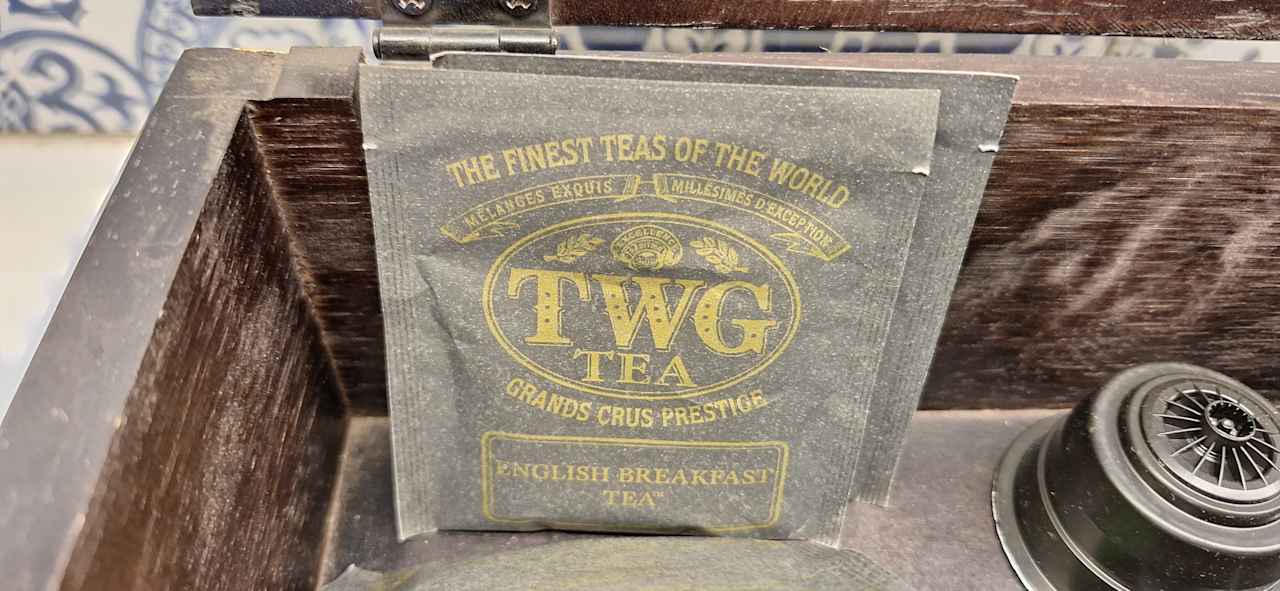 THE FINEST TEAS OF THE WORLD
MÉLANGES EXQUIS MILLÉSIMES D'EXCEPTION
TWG
TEA
GRANDS CRUS PRESTIGE
ENGLISH BREAKFAST
TEA™